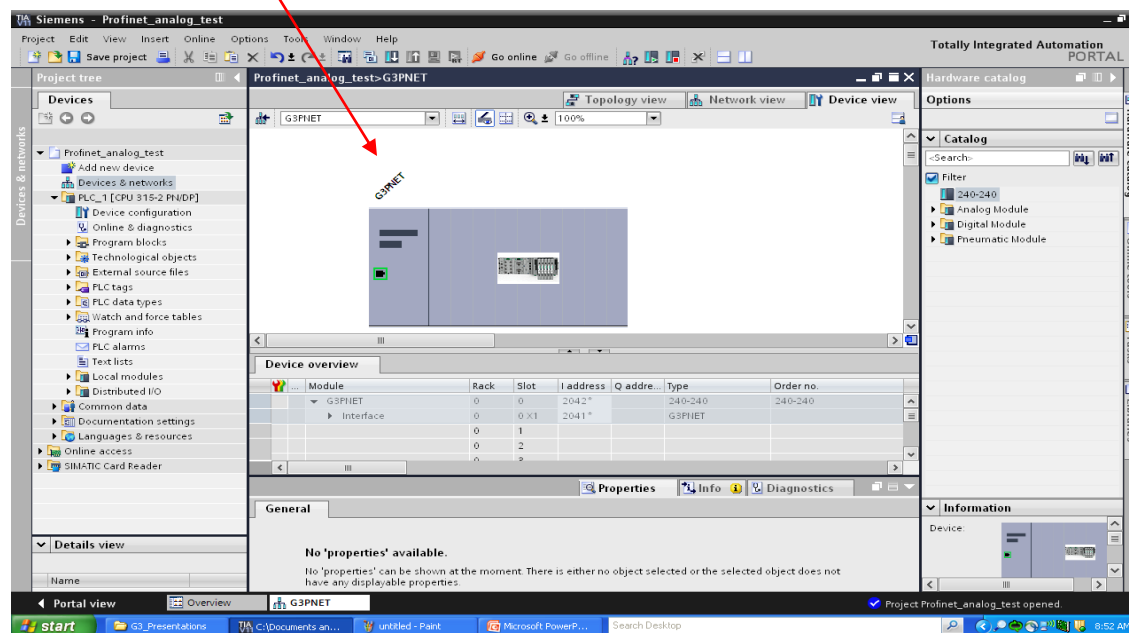 Siemens - Profinet_analog_test
Project Edit View Insert Online Options Tools Window Help
Save project Go online Go offline
Totally Integrated Automation
PORTAL
Project tree
Profinet_analog_test>G3PNET
Hardware catalog
Devices
Topology view Network view Device view
Options
G3PNET 100%
Devices & networks
Profinet_analog_test
Add new device
Devices & networks
PLC_1 [CPU 315-2 PN/DP]
Device configuration
Online & diagnostics
Program blocks
Technological objects
External source files
PLC tags
PLC data types
Watch and force tables
Program info
PLC alarms
Text lists
Local modules
Distributed I/O
Common data
Documentation settings
Languages & resources
Online access
SIMATIC Card Reader
G3PNET
Catalog
<Search>
Filter
240-240
Analog Module
Digital Module
Pneumatic Module
Device overview
... Module Rack Slot I address Q addre... Type Order no.
G3PNET 0 0 2042* 240-240 240-240
Interface 0 0 X1 2041* G3PNET
0 1
0 2
Properties Info Diagnostics
General
No 'properties' available.
No 'properties' can be shown at the moment. There is either no object selected or the selected object does not
have any displayable properties.
Information
Device:
Details view
Name
Portal view Overview G3PNET
Project Profinet_analog_test opened.
start G3_Presentations C:\Documents an... untitled - Paint Microsoft PowerP... Search Desktop 8:52 AM